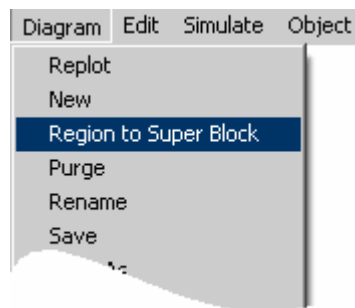 Diagram Edit Simulate Object
Replot
New
Region to Super Block
Purge
Rename
Save